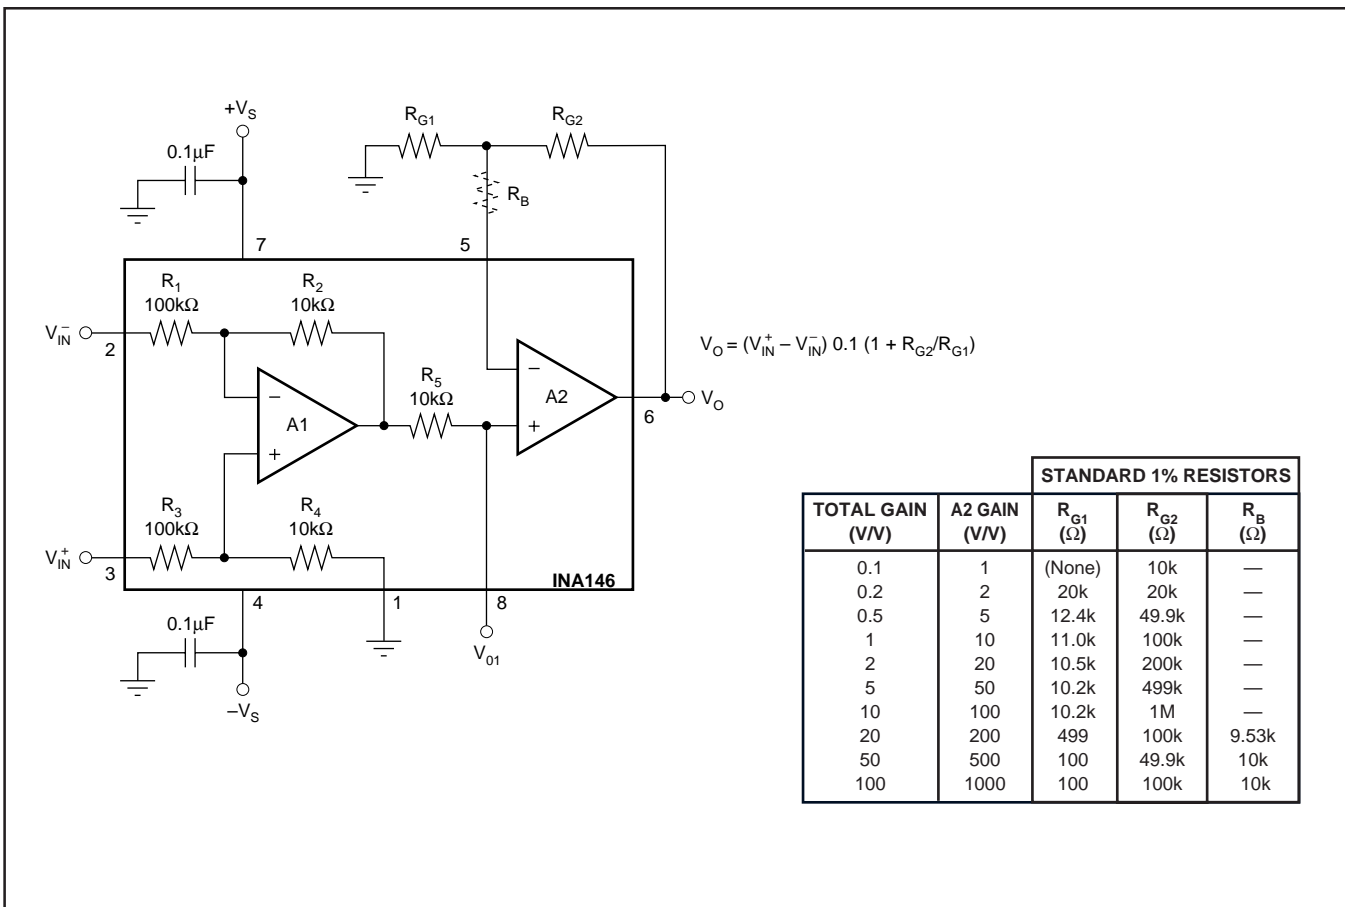 +V_S
0.1μF
R_G1
R_G2
R_B
7
5
R_1
100kΩ
R_2
10kΩ
V_IN^–
2
–
A1
+
R_5
10kΩ
–
A2
+
6
V_O
V_O = (V_IN^+ – V_IN^–) 0.1 (1 + R_G2/R_G1)
R_3
100kΩ
R_4
10kΩ
V_IN^+
3
INA146
4
1
8
0.1μF
–V_S
V_01
STANDARD 1% RESISTORS
TOTAL GAIN (V/V) A2 GAIN (V/V) R_G1 (Ω) R_G2 (Ω) R_B (Ω)
0.1 1 (None) 10k —
0.2 2 20k 20k —
0.5 5 12.4k 49.9k —
1 10 11.0k 100k —
2 20 10.5k 200k —
5 50 10.2k 499k —
10 100 10.2k 1M —
20 200 499 100k 9.53k
50 500 100 49.9k 10k
100 1000 100 100k 10k